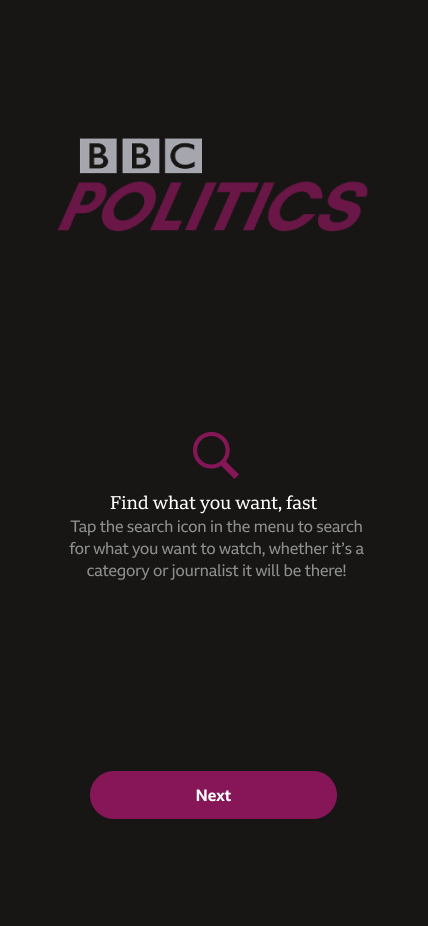 BBC
POLITICS
Find what you want, fast
Tap the search icon in the menu to search
for what you want to watch, whether it's a
category or journalist it will be there!
Next